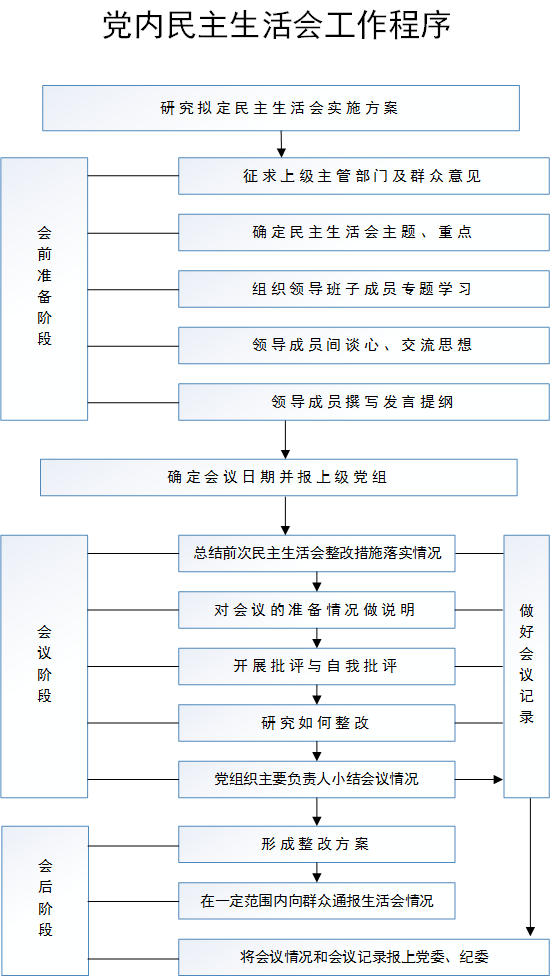 党内民主生活会工作程序
研究拟定民主生活会实施方案
会前准备阶段
征求上级主管部门及群众意见
确定民主生活会主题、重点
组织领导班子成员专题学习
领导成员间谈心、交流思想
领导成员撰写发言提纲
确定会议日期并报上级党组
会议阶段
总结前次民主生活会整改措施落实情况
对会议的准备情况做说明
开展批评与自我批评
研究如何整改
党组织主要负责人小结会议情况
做好会议记录
会后阶段
形成整改方案
在一定范围内向群众通报生活会情况
将会议情况和会议记录报上党委、纪委